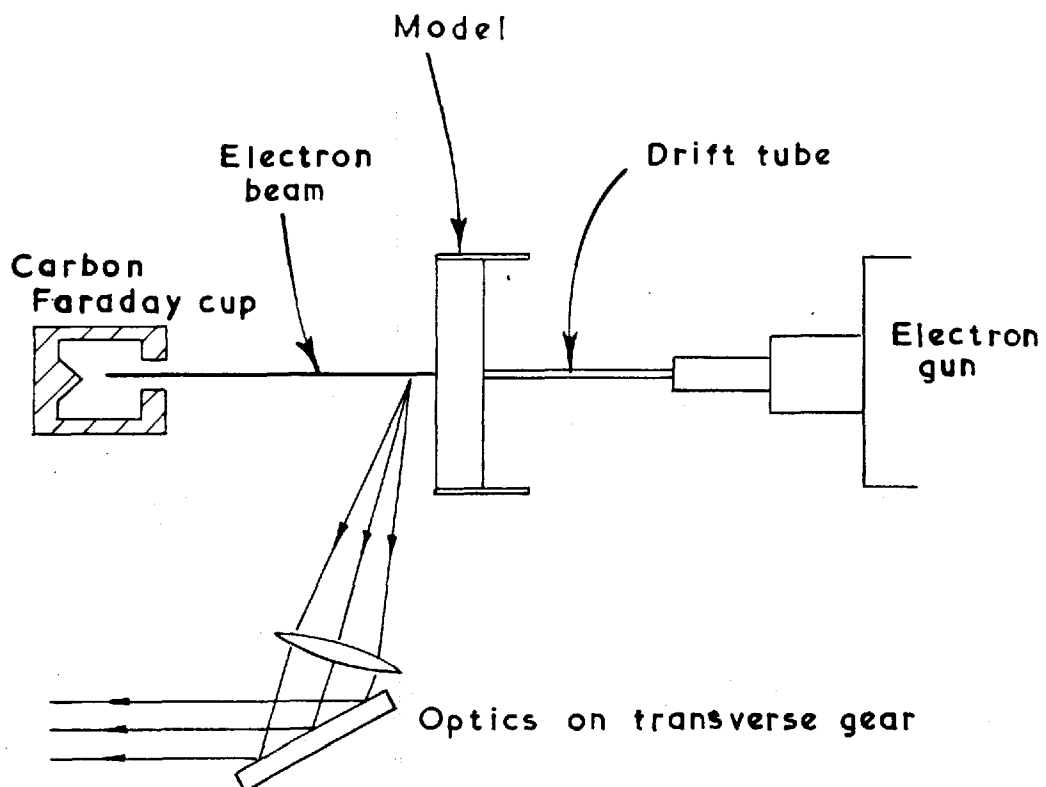 Model
Electron
beam
Drift tube
Carbon
Faraday cup
Electron
gun
Optics on transverse gear